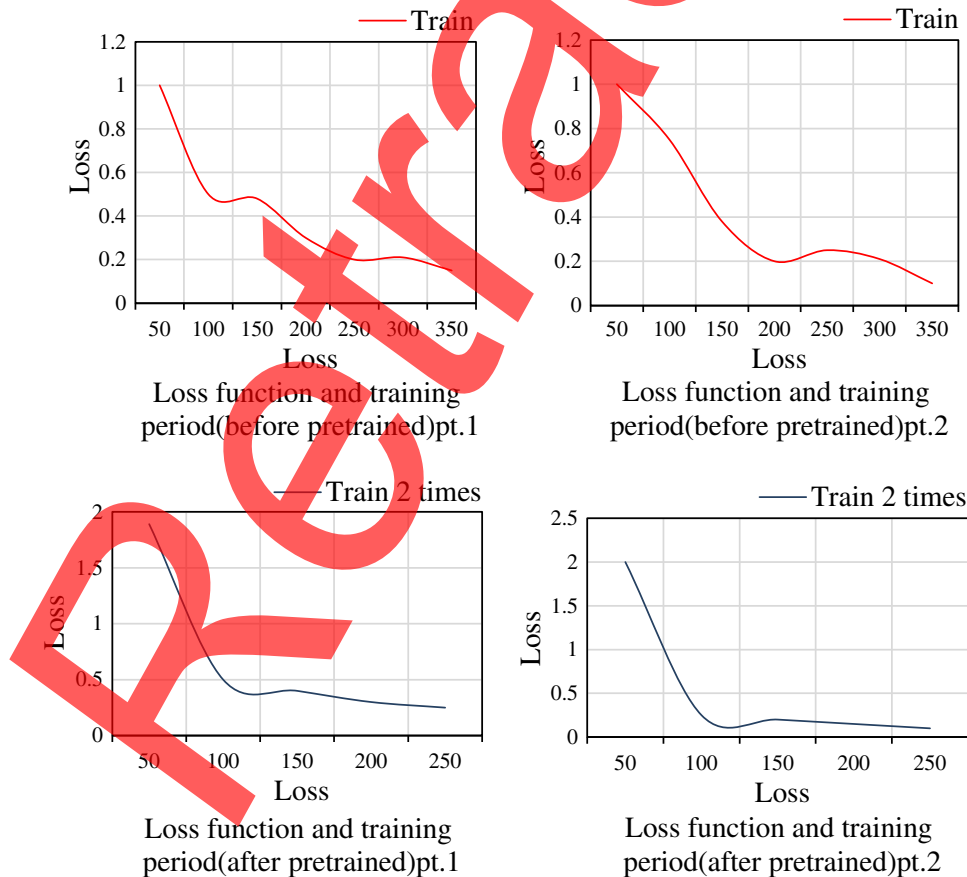 Train
1.2
1
0.8
0.6
0.4
0.2
0
Loss
50 100 150 200 250 300 350
Loss
Loss function and training
period(before pretrained)pt.1
Train
1.2
1
0.8
0.6
0.4
0.2
0
Loss
50 100 150 200 250 300 350
Loss
Loss function and training
period(before pretrained)pt.2
Train 2 times
2
1.5
1
0.5
0
Loss
50 100 150 200 250
Loss
Loss function and training
period(after pretrained)pt.1
Train 2 times
2.5
2
1.5
1
0.5
0
Loss
50 100 150 200 250
Loss
Loss function and training
period(after pretrained)pt.2
Retra